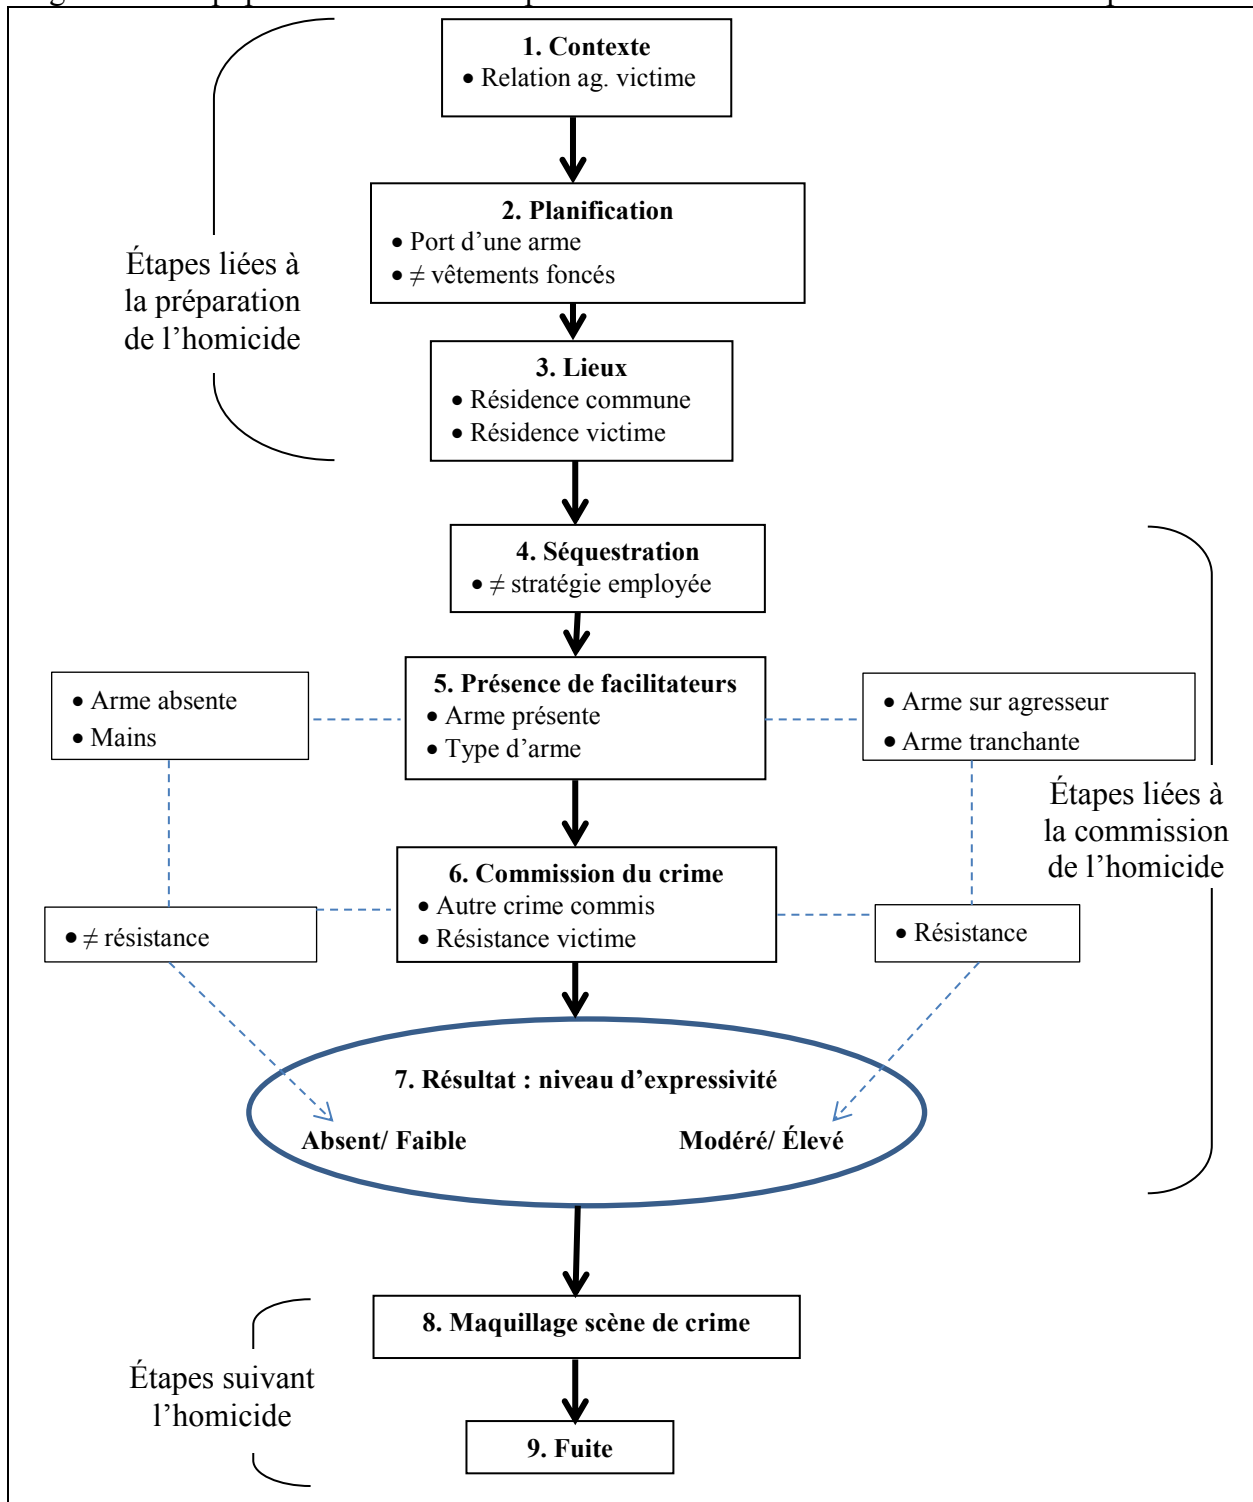 1. Contexte
• Relation ag. victime
2. Planification
• Port d’une arme
• ≠ vêtements foncés
Étapes liées à
la préparation
de l’homicide
3. Lieux
• Résidence commune
• Résidence victime
4. Séquestration
• ≠ stratégie employée
5. Présence de facilitateurs
• Arme présente
• Type d’arme
• Arme absente
• Mains
• Arme sur agresseur
• Arme tranchante
Étapes liées à
la commission
de l’homicide
6. Commission du crime
• Autre crime commis
• Résistance victime
• ≠ résistance
• Résistance
7. Résultat : niveau d’expressivité
Absent/ Faible
Modéré/ Élevé
8. Maquillage scène de crime
Étapes suivant
l’homicide
9. Fuite